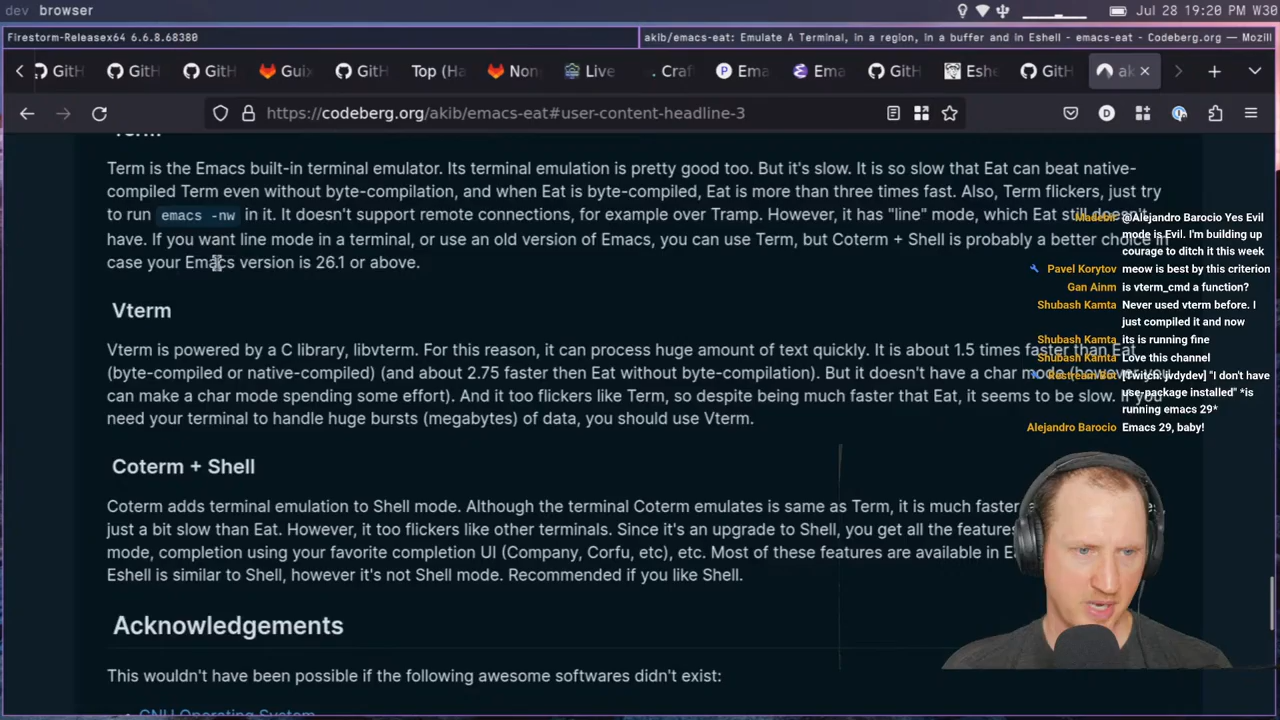 dev browser
Jul 28 19:20 PM W30
Firestorm-Releasex64 6.6.8.68380
akib/emacs-eat: Emulate A Terminal, in a region, in a buffer and in Eshell - emacs-eat - Codeberg.org — Mozill
GitH
GitH
GitH
Guix
GitH
Top (Ha
Non
Live
. Craf
Ema
Ema
GitH
Eshe
GitH
ak
https://codeberg.org/akib/emacs-eat#user-content-headline-3
Term
Term is the Emacs built-in terminal emulator. Its terminal emulation is pretty good too. But it's slow. It is so slow that Eat can beat native-
compiled Term even without byte-compilation, and when Eat is byte-compiled, Eat is more than three times fast. Also, Term flickers, just try
to run emacs -nw in it. It doesn't support remote connections, for example over Tramp. However, it has "line" mode, which Eat still doesn't
have. If you want line mode in a terminal, or use an old version of Emacs, you can use Term, but Coterm + Shell is probably a better choice in
case your Emacs version is 26.1 or above.
Vterm
Vterm is powered by a C library, libvterm. For this reason, it can process huge amount of text quickly. It is about 1.5 times faster than Eat
(byte-compiled or native-compiled) (and about 2.75 faster then Eat without byte-compilation). But it doesn't have a char mode (however, you
can make a char mode spending some effort). And it too flickers like Term, so despite being much faster that Eat, it seems to be slow. If you
need your terminal to handle huge bursts (megabytes) of data, you should use Vterm.
Coterm + Shell
Coterm adds terminal emulation to Shell mode. Although the terminal Coterm emulates is same as Term, it is much faster
just a bit slow than Eat. However, it too flickers like other terminals. Since it's an upgrade to Shell, you get all the features
mode, completion using your favorite completion UI (Company, Corfu, etc), etc. Most of these features are available in
Eshell is similar to Shell, however it's not Shell mode. Recommended if you like Shell.
Acknowledgements
This wouldn't have been possible if the following awesome softwares didn't exist:
GNU Operating System
@Alejandro Barocio Yes Evil
mode is Evil. I'm building up
courage to ditch it this week
Pavel Korytov meow is best by this criterion
Gan Ainm is vterm_cmd a function?
Shubash Kamta Never used vterm before. I
just compiled it and now
Shubash Kamta its is running fine
Shubash Kamta Love this channel
Restream Bot [Twitch: jvdydev] "I don't have
use-package installed" *is
running emacs 29*
Alejandro Barocio Emacs 29, baby!